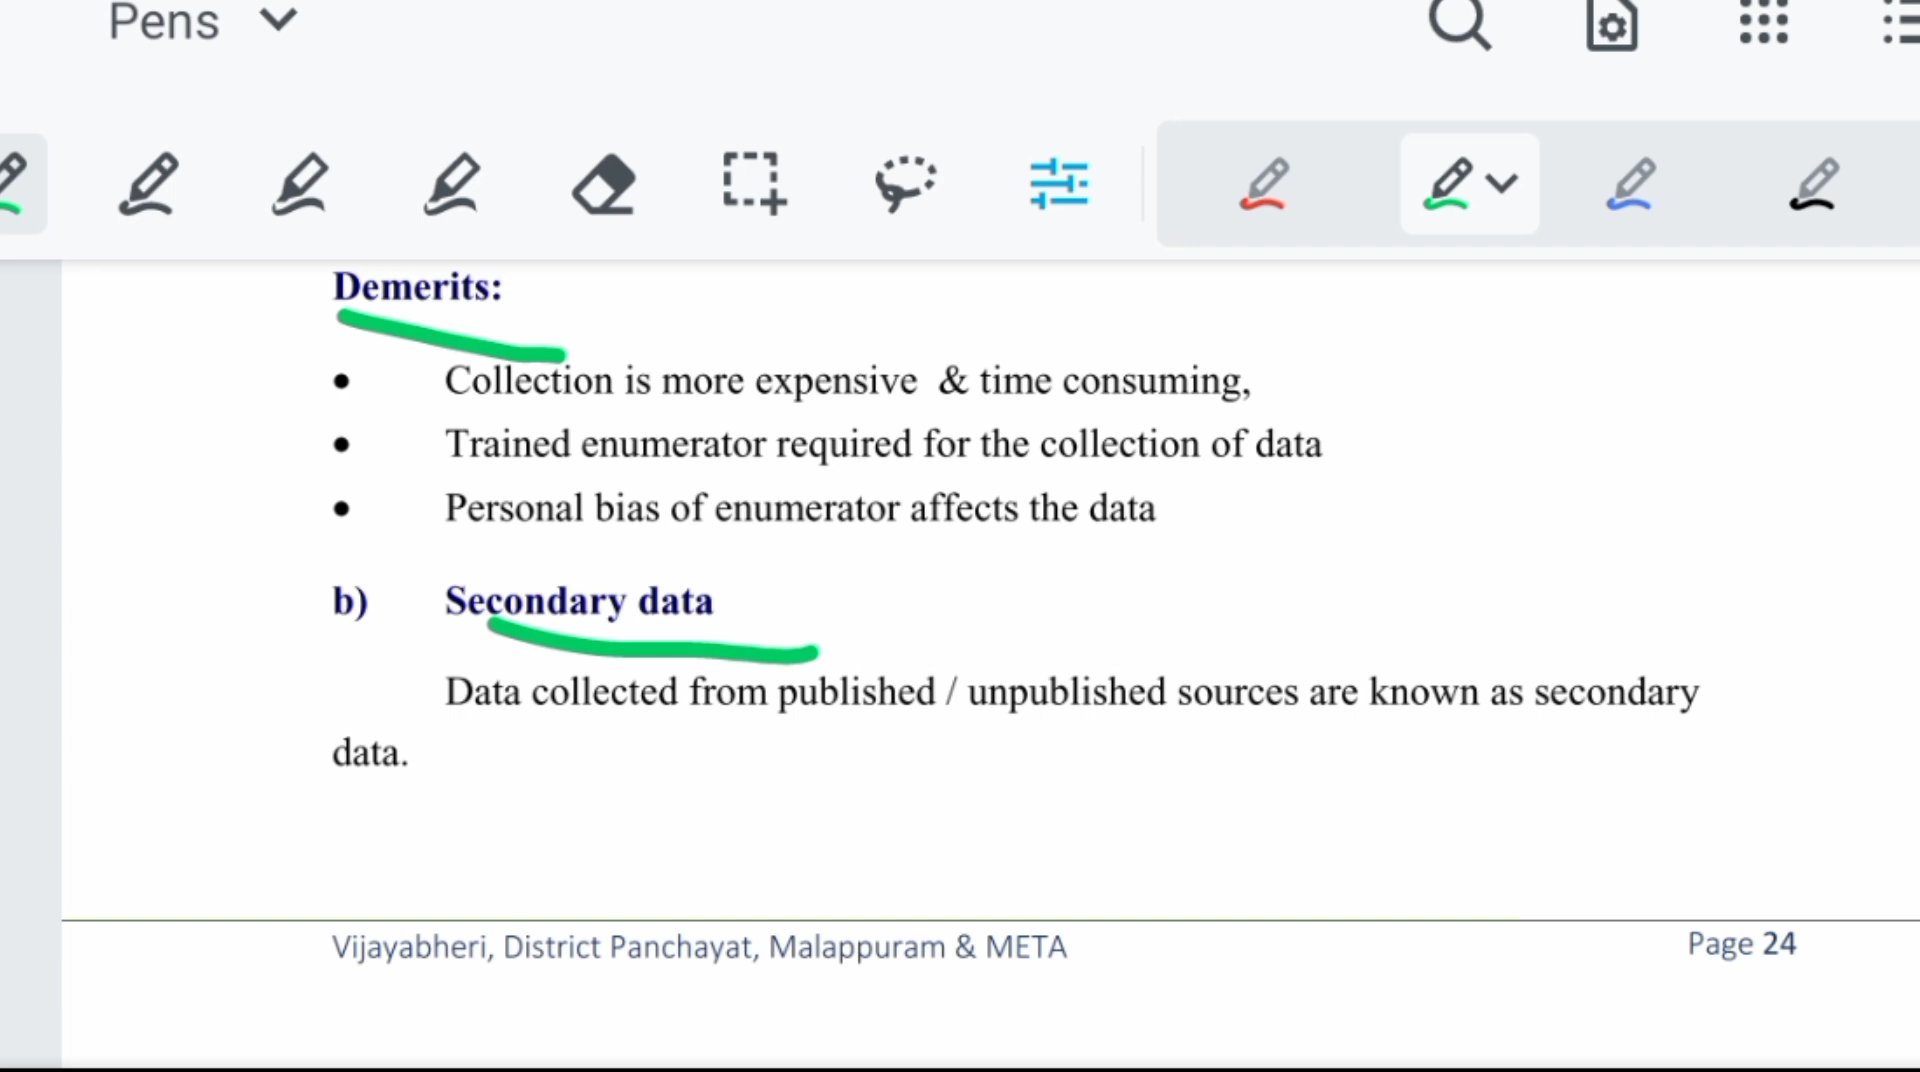 Pens
Demerits:
• Collection is more expensive & time consuming,
• Trained enumerator required for the collection of data
• Personal bias of enumerator affects the data
b) Secondary data
Data collected from published / unpublished sources are known as secondary
data.
Vijayabheri, District Panchayat, Malappuram & META Page 24